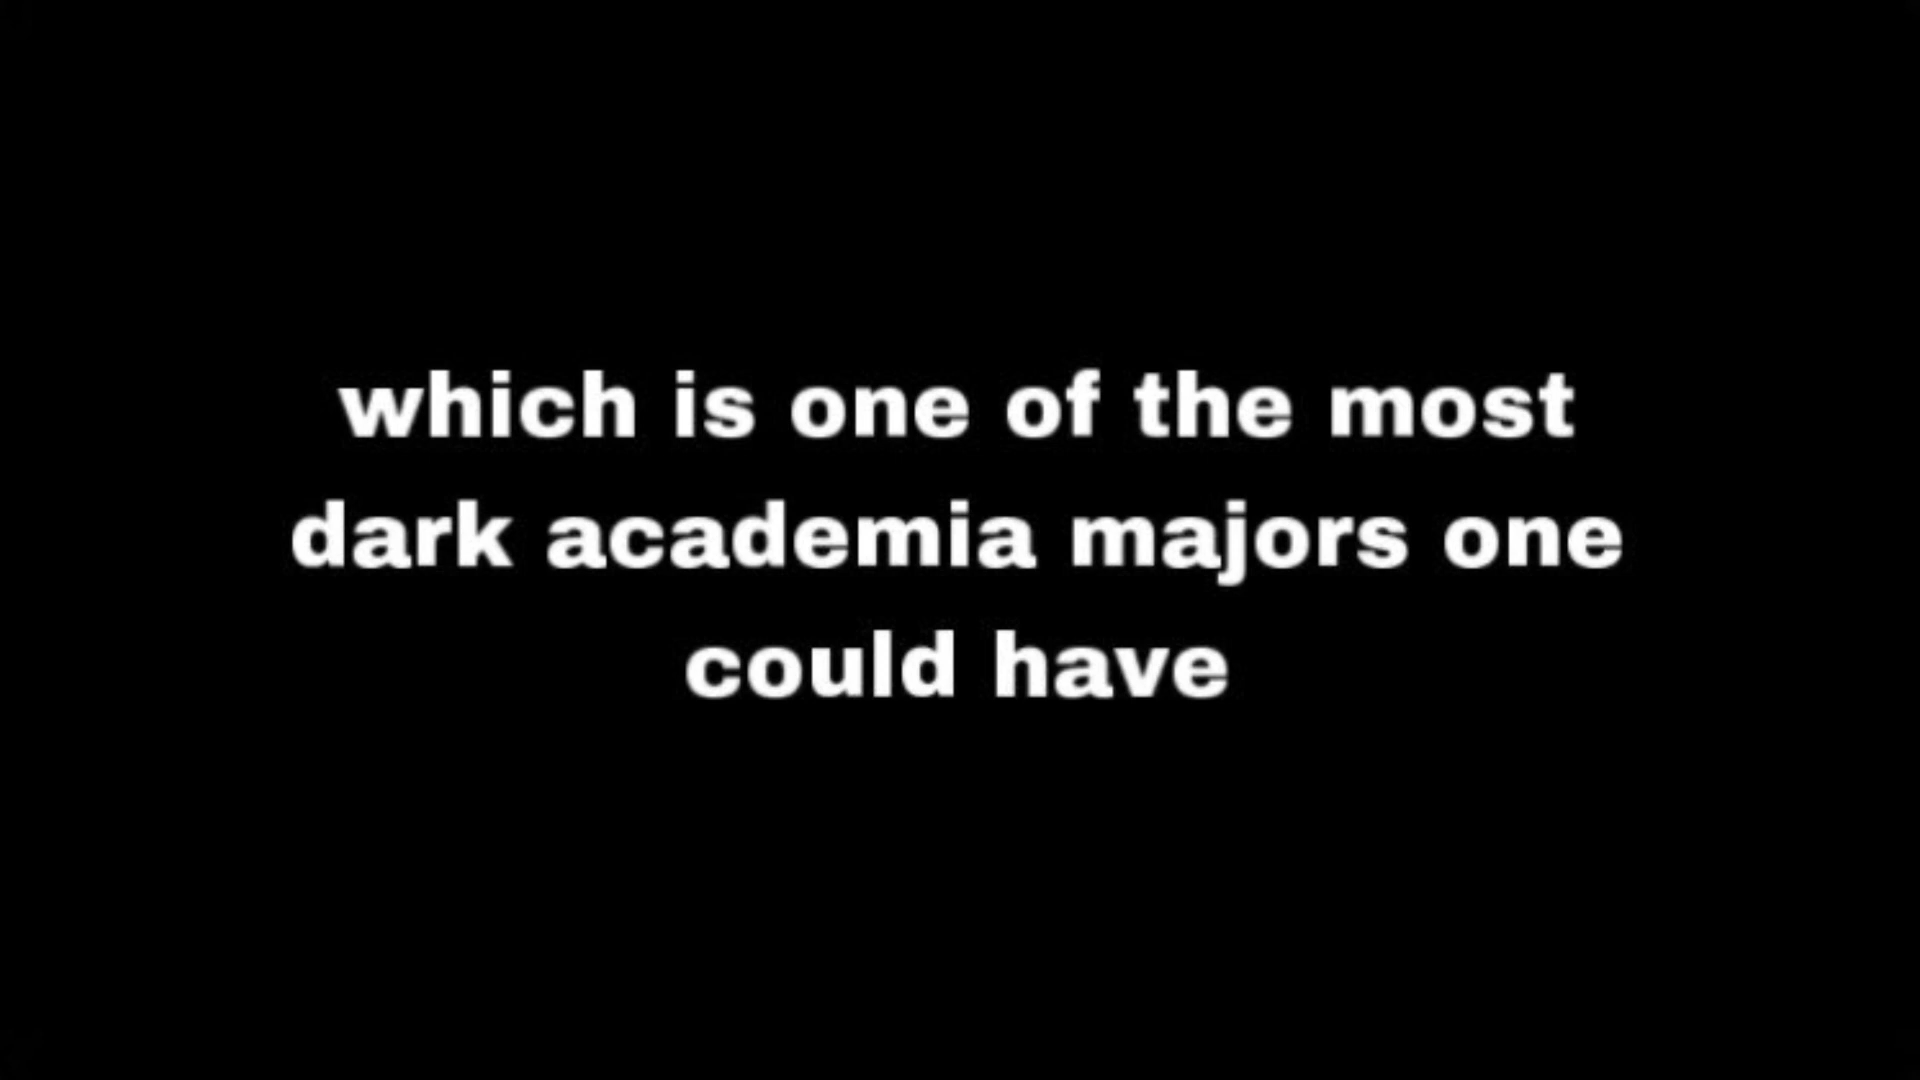 which is one of the most
dark academia majors one
could have